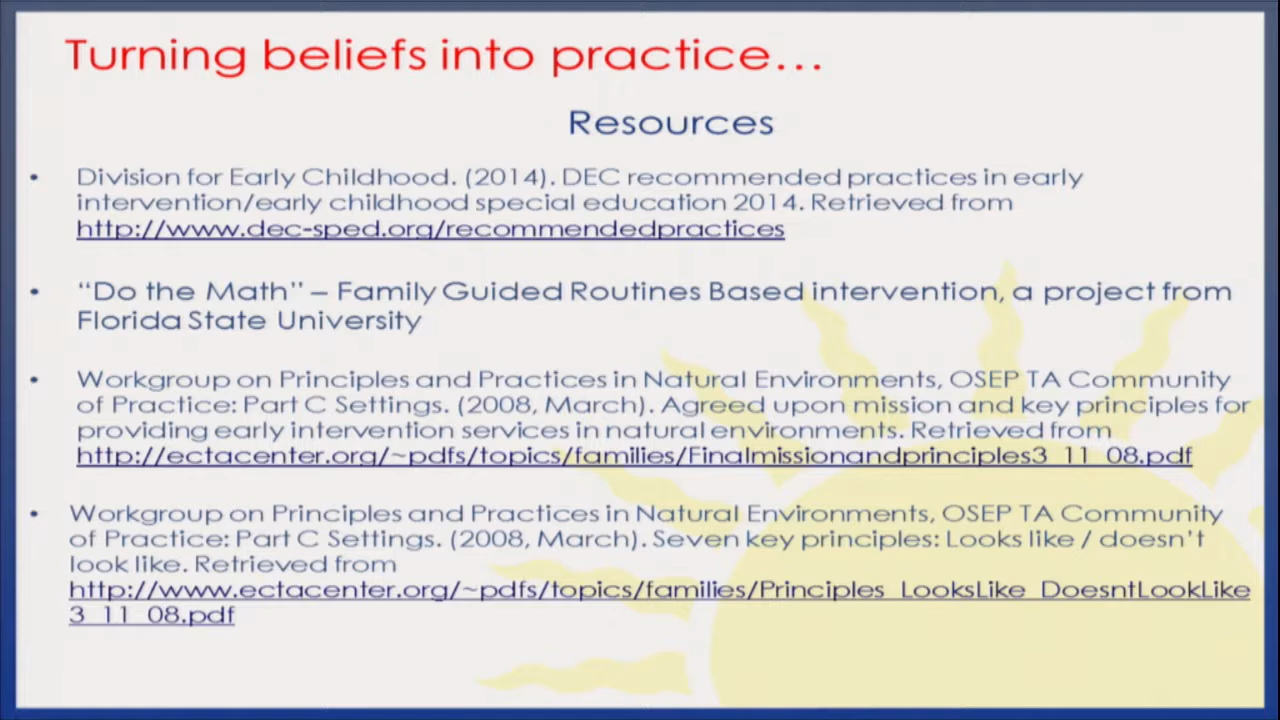 Turning beliefs into practice…
Resources
• Division for Early Childhood. (2014). DEC recommended practices in early
intervention/early childhood special education 2014. Retrieved from
http://www.dec-sped.org/recommendedpractices
• “Do the Math” – Family Guided Routines Based intervention, a project from
Florida State University
• Workgroup on Principles and Practices in Natural Environments, OSEP TA Community
of Practice: Part C Settings. (2008, March). Agreed upon mission and key principles for
providing early intervention services in natural environments. Retrieved from
http://ectacenter.org/~pdfs/topics/families/Finalmissionandprinciples3_11_08.pdf
• Workgroup on Principles and Practices in Natural Environments, OSEP TA Community
of Practice: Part C Settings. (2008, March). Seven key principles: Looks like / doesn’t
look like. Retrieved from
http://www.ectacenter.org/~pdfs/topics/families/Principles_LooksLike_DoesntLookLike
3_11_08.pdf